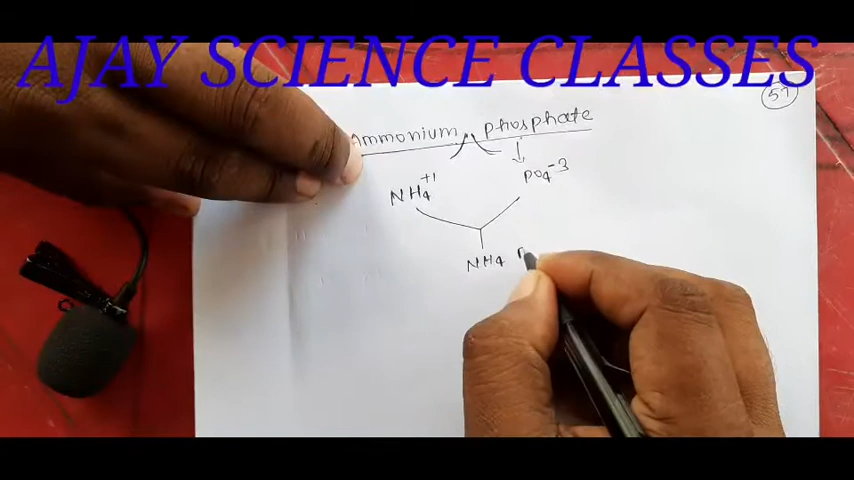 AJAY SCIENCE CLASSES
57
Ammonium phosphate
NH4+1 PO4-3
NH4